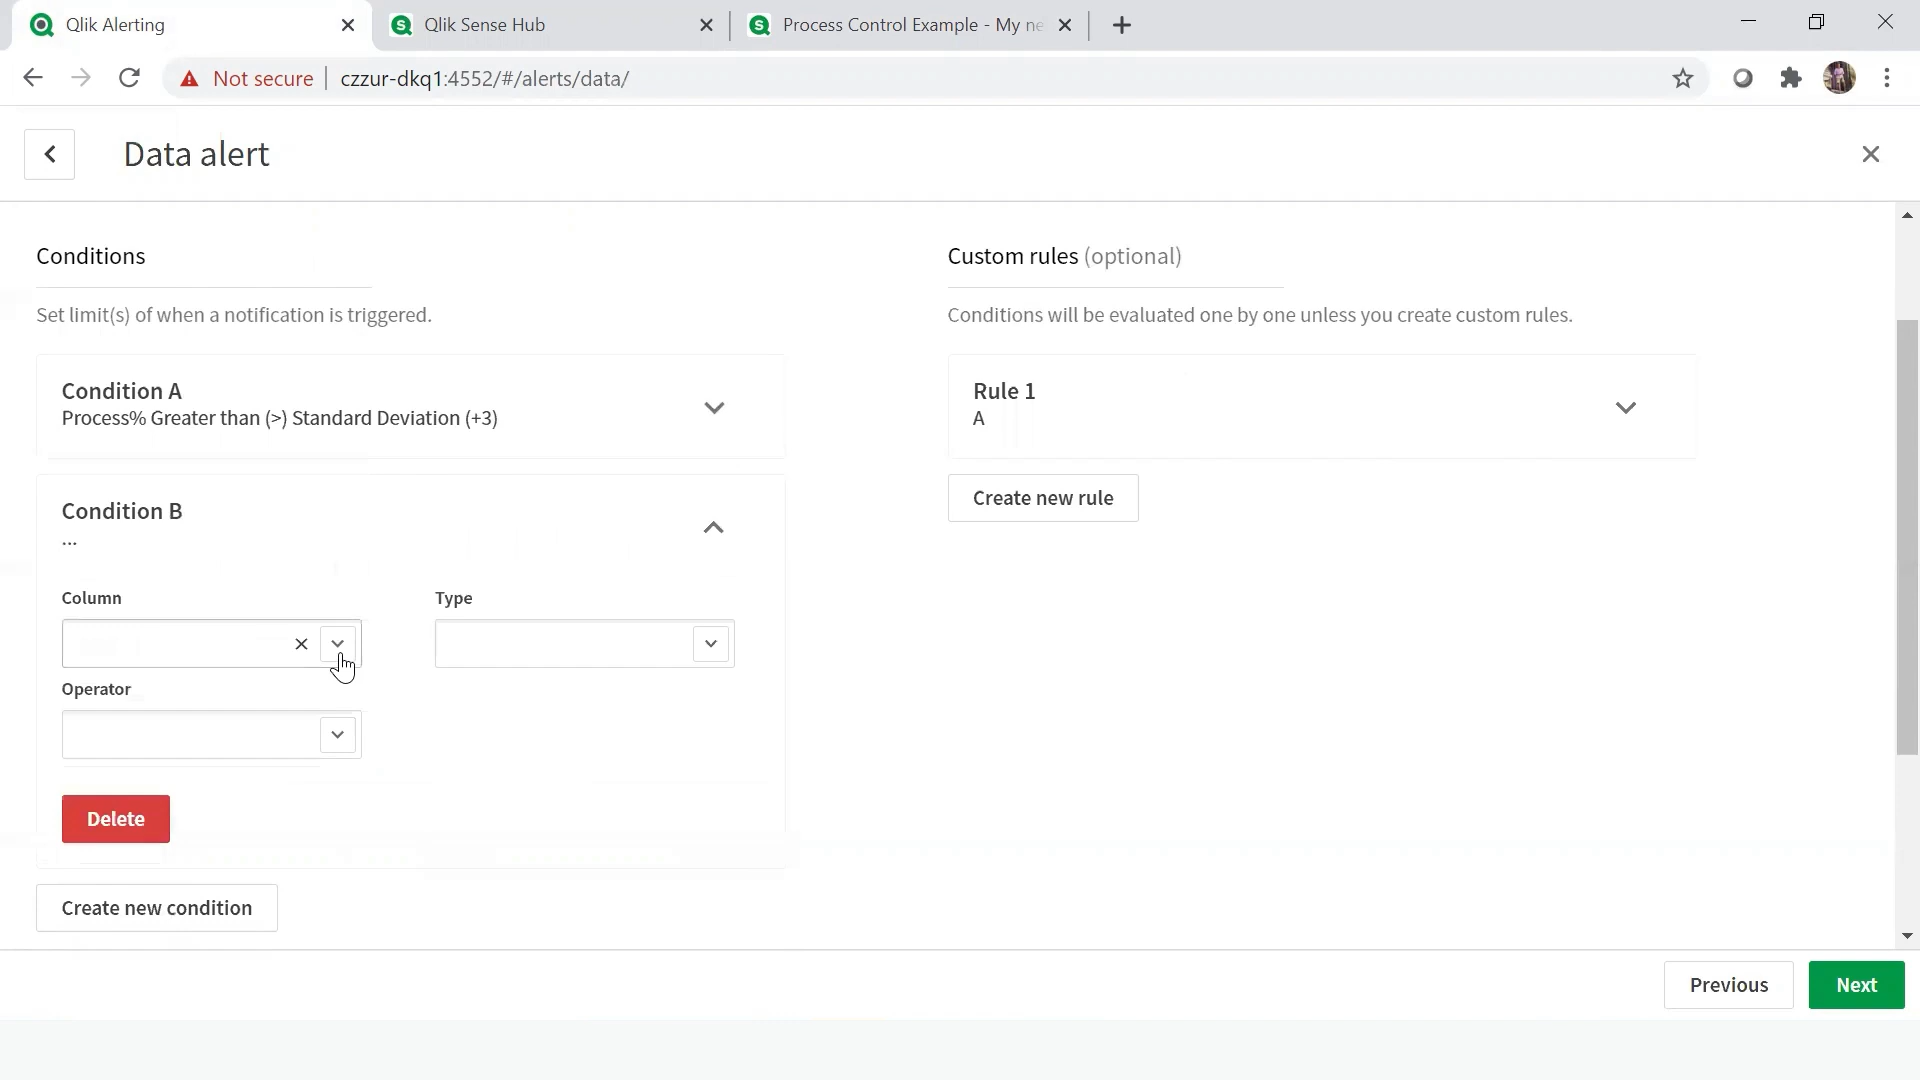 Qlik Alerting
Qlik Sense Hub
Process Control Example - My ne
Not secure
czzur-dkq1:4552/#/alerts/data/
Data alert
Conditions
Set limit(s) of when a notification is triggered.
Condition A
Process% Greater than (>) Standard Deviation (+3)
Condition B
...
Column
Type
Operator
Delete
Create new condition
Custom rules (optional)
Conditions will be evaluated one by one unless you create custom rules.
Rule 1
A
Create new rule
Previous
Next